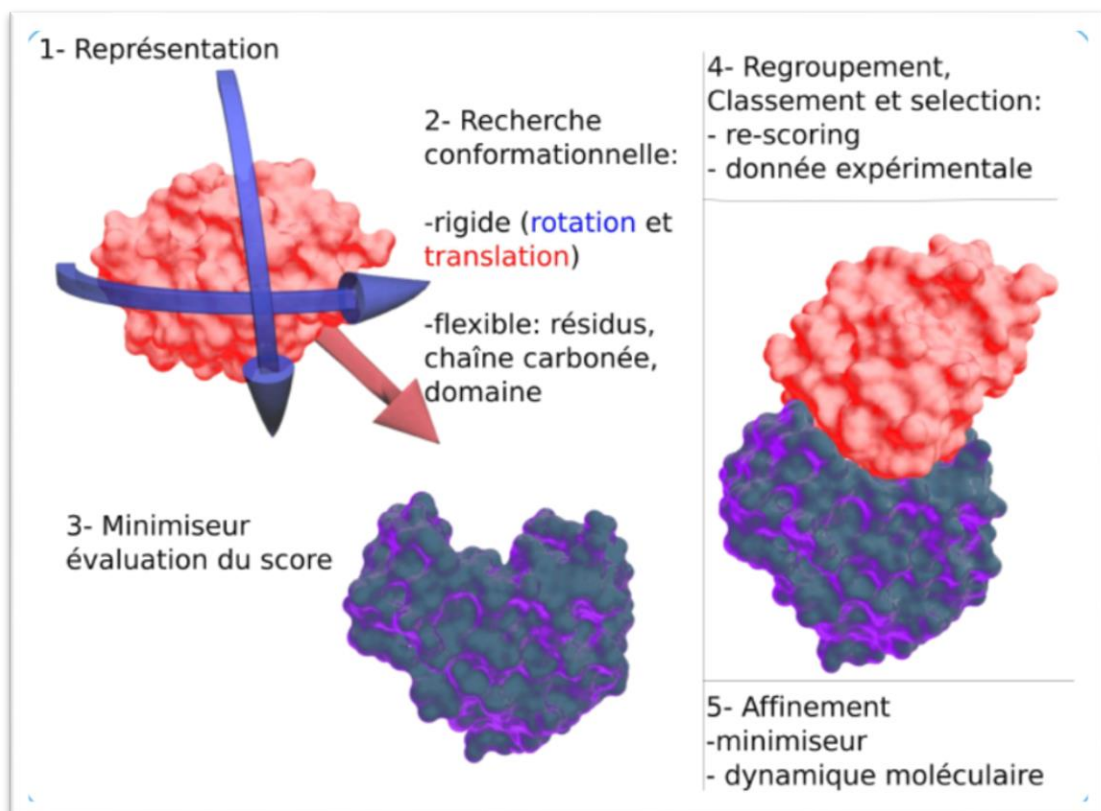 1- Représentation
2- Recherche
conformationnelle:
-rigide (rotation et
translation)
-flexible: résidus,
chaîne carbonée,
domaine
3- Minimiseur
évaluation du score
4- Regroupement,
Classement et selection:
- re-scoring
- donnée expérimentale
5- Affinement
-minimiseur
- dynamique moléculaire